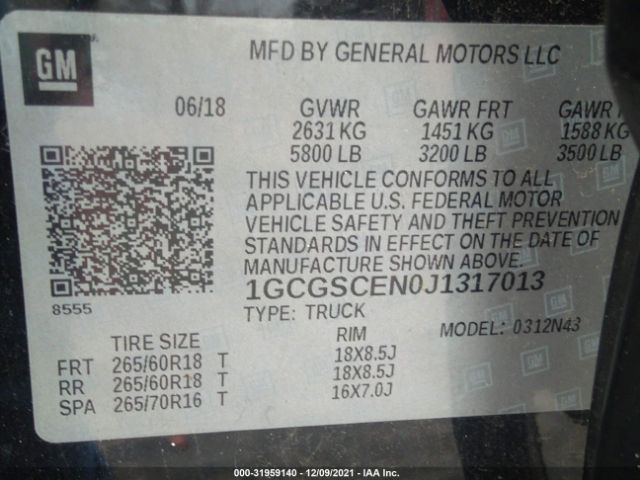 GM
MFD BY GENERAL MOTORS LLC
06/18 GVWR GAWR FRT GAWR
2631 KG 1451 KG 1588 KG
5800 LB 3200 LB 3500 LB
THIS VEHICLE CONFORMS TO ALL
APPLICABLE U.S. FEDERAL MOTOR
VEHICLE SAFETY AND THEFT PREVENTION
STANDARDS IN EFFECT ON THE DATE OF
MANUFACTURE SHOWN ABOVE.
8555
1GCGSCEN0J1317013
TYPE: TRUCK MODEL: 0312N43
TIRE SIZE RIM
FRT 265/60R18 T 18X8.5J
RR 265/60R18 T 18X8.5J
SPA 265/70R16 T 16X7.0J
000-31959140 - 12/09/2021 - IAA Inc.